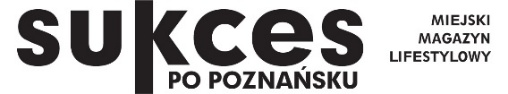 sukces
PO POZNAŃSKU
MIEJSKI
MAGAZYN
LIFESTYLOWY